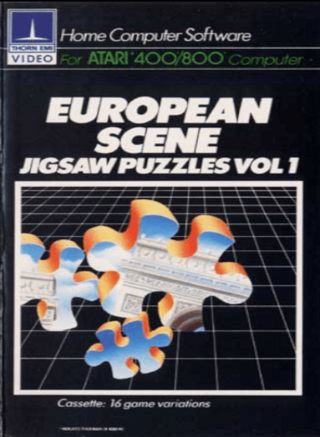 THORN EMI
VIDEO
Home Computer Software
For ATARI 400/800 Computer
EUROPEAN
SCENE
JIGSAW PUZZLES VOL 1
Cassette: 16 game variations